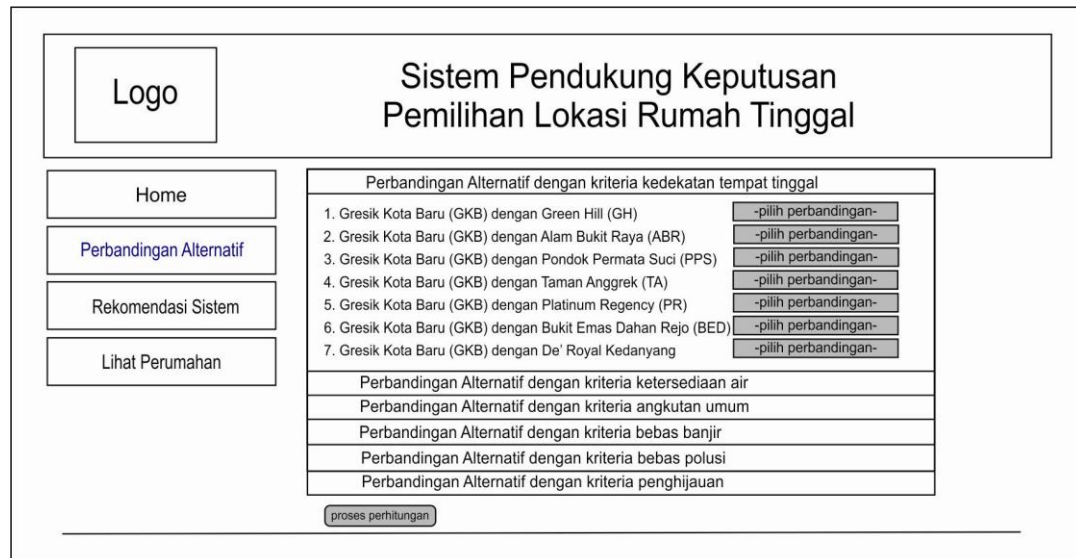 Logo
Sistem Pendukung Keputusan
Pemilihan Lokasi Rumah Tinggal
Home
Perbandingan Alternatif
Rekomendasi Sistem
Lihat Perumahan
Perbandingan Alternatif dengan kriteria kedekatan tempat tinggal
1. Gresik Kota Baru (GKB) dengan Green Hill (GH) -pilih perbandingan-
2. Gresik Kota Baru (GKB) dengan Alam Bukit Raya (ABR) -pilih perbandingan-
3. Gresik Kota Baru (GKB) dengan Pondok Permata Suci (PPS) -pilih perbandingan-
4. Gresik Kota Baru (GKB) dengan Taman Anggrek (TA) -pilih perbandingan-
5. Gresik Kota Baru (GKB) dengan Platinum Regency (PR) -pilih perbandingan-
6. Gresik Kota Baru (GKB) dengan Bukit Emas Dahan Rejo (BED) -pilih perbandingan-
7. Gresik Kota Baru (GKB) dengan De' Royal Kedanyang -pilih perbandingan-
Perbandingan Alternatif dengan kriteria ketersediaan air
Perbandingan Alternatif dengan kriteria angkutan umum
Perbandingan Alternatif dengan kriteria bebas banjir
Perbandingan Alternatif dengan kriteria bebas polusi
Perbandingan Alternatif dengan kriteria penghijauan
proses perhitungan